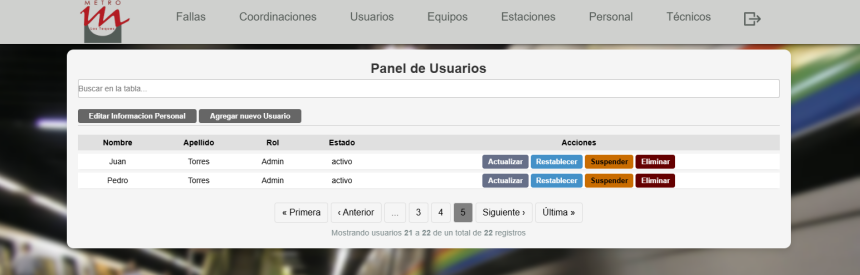 METRO
Los Teques
Fallas Coordinaciones Usuarios Equipos Estaciones Personal Técnicos
Panel de Usuarios
Buscar en la tabla...
Editar Informacion Personal Agregar nuevo Usuario
Nombre Apellido Rol Estado Acciones
Juan Torres Admin activo Actualizar Restablecer Suspender Eliminar
Pedro Torres Admin activo Actualizar Restablecer Suspender Eliminar
« Primera ‹ Anterior ... 3 4 5 Siguiente › Última »
Mostrando usuarios 21 a 22 de un total de 22 registros